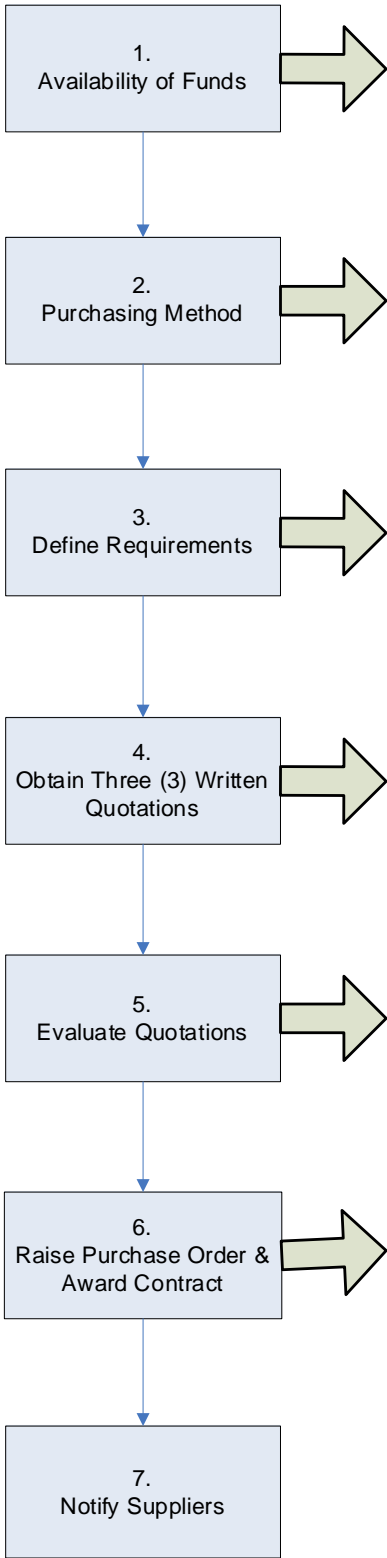 1.
Availability of Funds
2.
Purchasing Method
3.
Define Requirements
4.
Obtain Three (3) Written
Quotations
5.
Evaluate Quotations
6.
Raise Purchase Order &
Award Contract
7.
Notify Suppliers